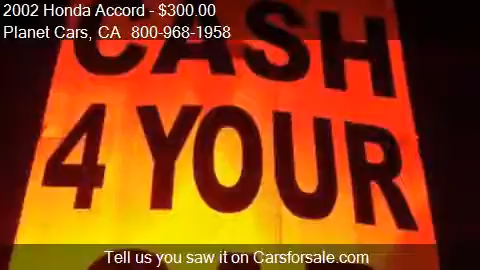 2002 Honda Accord - $300.00
Planet Cars, CA 800-968-1958
CASH
4 YOUR
Tell us you saw it on Carsforsale.com